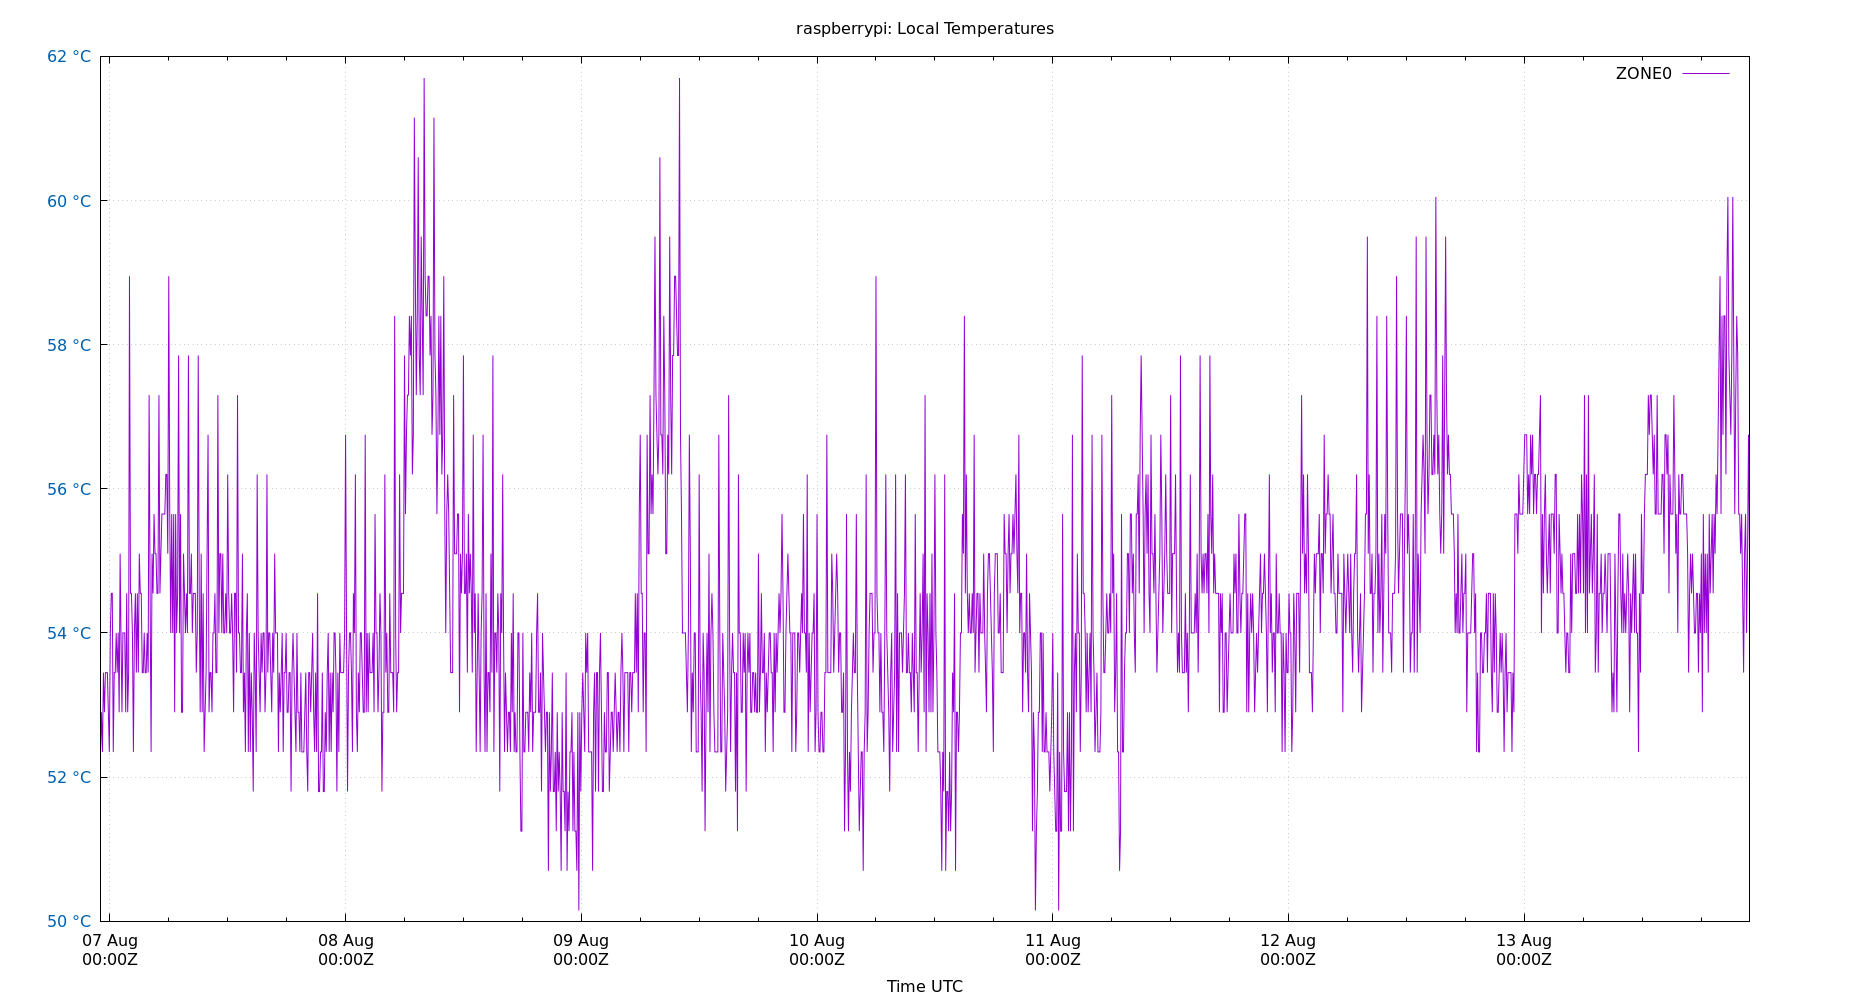 raspberrypi: Local Temperatures
62 °C
ZONE0
60 °C
58 °C
56 °C
54 °C
52 °C
50 °C
07 Aug 08 Aug 09 Aug 10 Aug 11 Aug 12 Aug 13 Aug
00:00Z 00:00Z 00:00Z 00:00Z 00:00Z 00:00Z 00:00Z
Time UTC